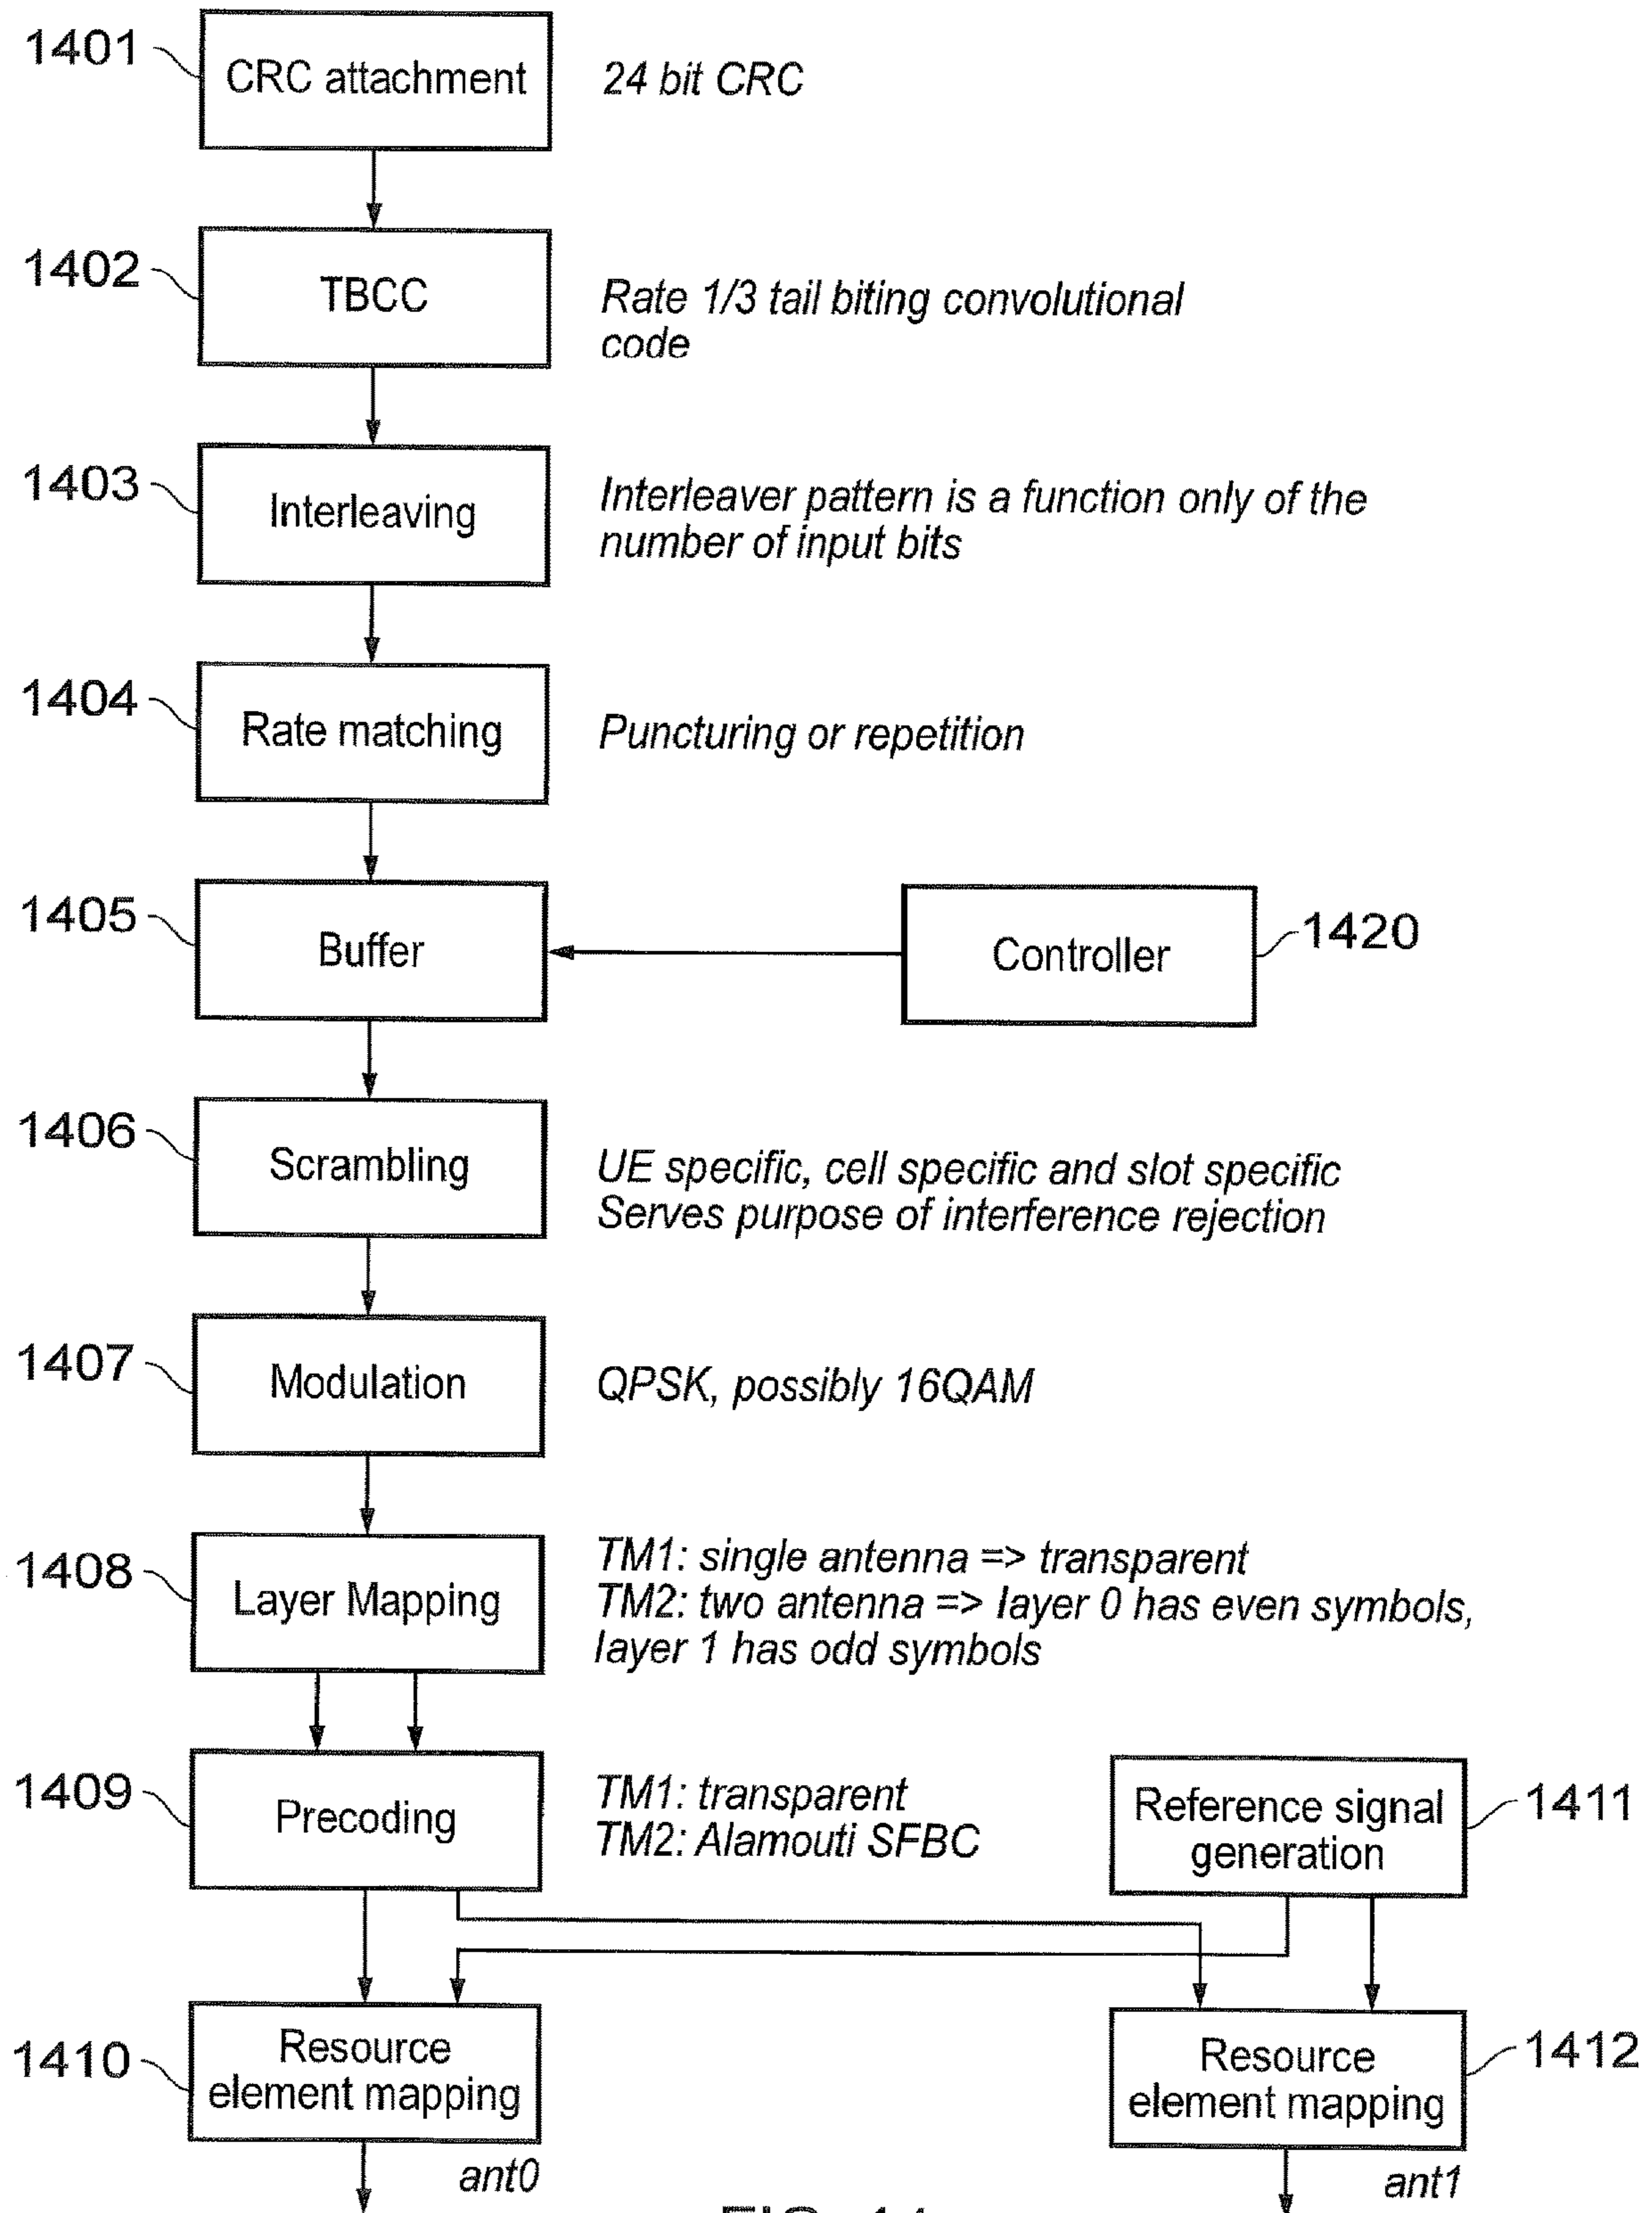 1401
CRC attachment
24 bit CRC
1402
TBCC
Rate 1/3 tail biting convolutional
code
1403
Interleaving
Interleaver pattern is a function only of the
number of input bits
1404
Rate matching
Puncturing or repetition
1405
Buffer
Controller
1420
1406
Scrambling
UE specific, cell specific and slot specific
Serves purpose of interference rejection
1407
Modulation
QPSK, possibly 16QAM
1408
Layer Mapping
TM1: single antenna => transparent
TM2: two antenna => layer 0 has even symbols,
layer 1 has odd symbols
1409
Precoding
TM1: transparent
TM2: Alamouti SFBC
Reference signal
generation
1411
1410
Resource
element mapping
Resource
element mapping
1412
ant0
ant1